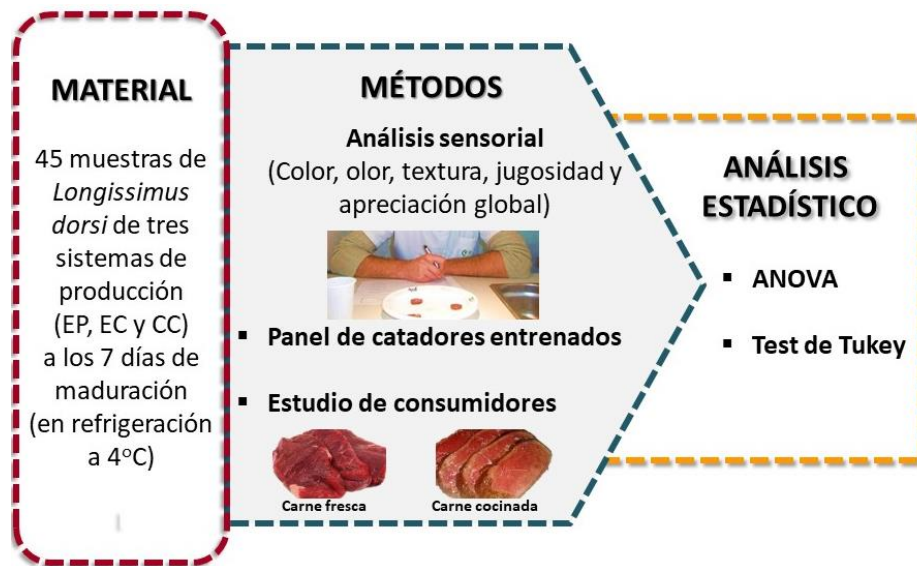 MATERIAL
45 muestras de
Longissimus
dorsi de tres
sistemas de
producción
(EP, EC y CC)
a los 7 días de
maduración
(en refrigeración
a 4°C)
MÉTODOS
Análisis sensorial
(Color, olor, textura, jugosidad y
apreciación global)
▪ Panel de catadores entrenados
▪ Estudio de consumidores
Carne fresca
Carne cocinada
ANÁLISIS
ESTADÍSTICO
▪ ANOVA
▪ Test de Tukey